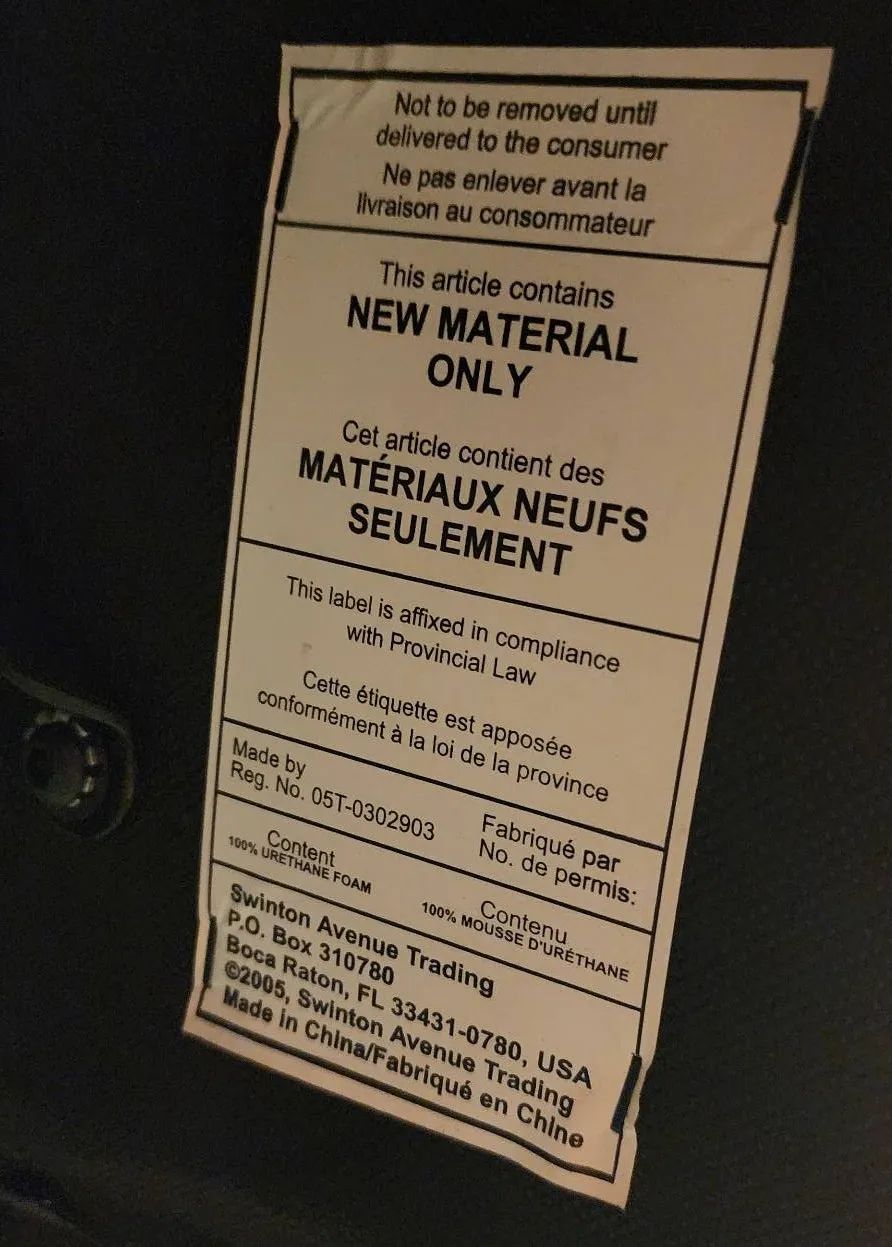 Not to be removed until
delivered to the consumer
Ne pas enlever avant la
livraison au consommateur
This article contains
NEW MATERIAL
ONLY
Cet article contient des
MATÉRIAUX NEUFS
SEULEMENT
This label is affixed in compliance
with Provincial Law
Cette étiquette est apposée
conformément à la loi de la province
Made by
Reg. No. 05T-0302903
Fabriqué par
No. de permis:
Content
100% URETHANE FOAM
Contenu
100% MOUSSE D'URÉTHANE
Swinton Avenue Trading
P.O. Box 310780
Boca Raton, FL 33431-0780, USA
©2005, Swinton Avenue Trading
Made in China/Fabriqué en Chine